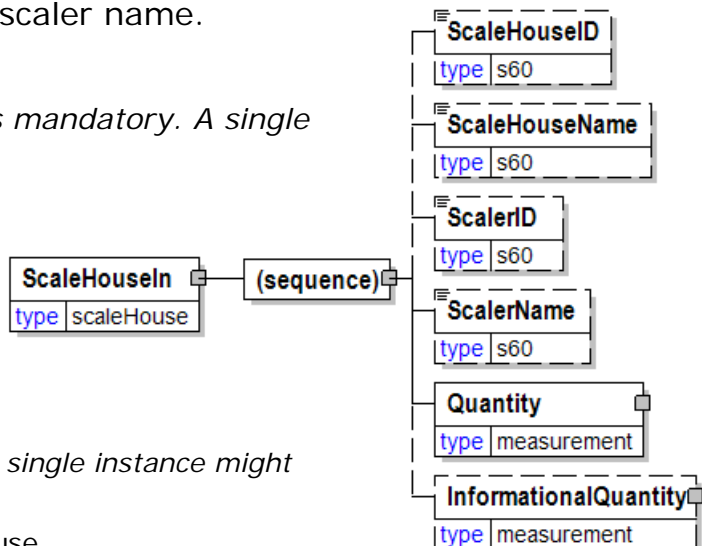 scaler name.
s mandatory. A single
single instance might
use
ScaleHouseIn
type scaleHouse
(sequence)
ScaleHouseID
type s60
ScaleHouseName
type s60
ScalerID
type s60
ScalerName
type s60
Quantity
type measurement
InformationalQuantity
type measurement